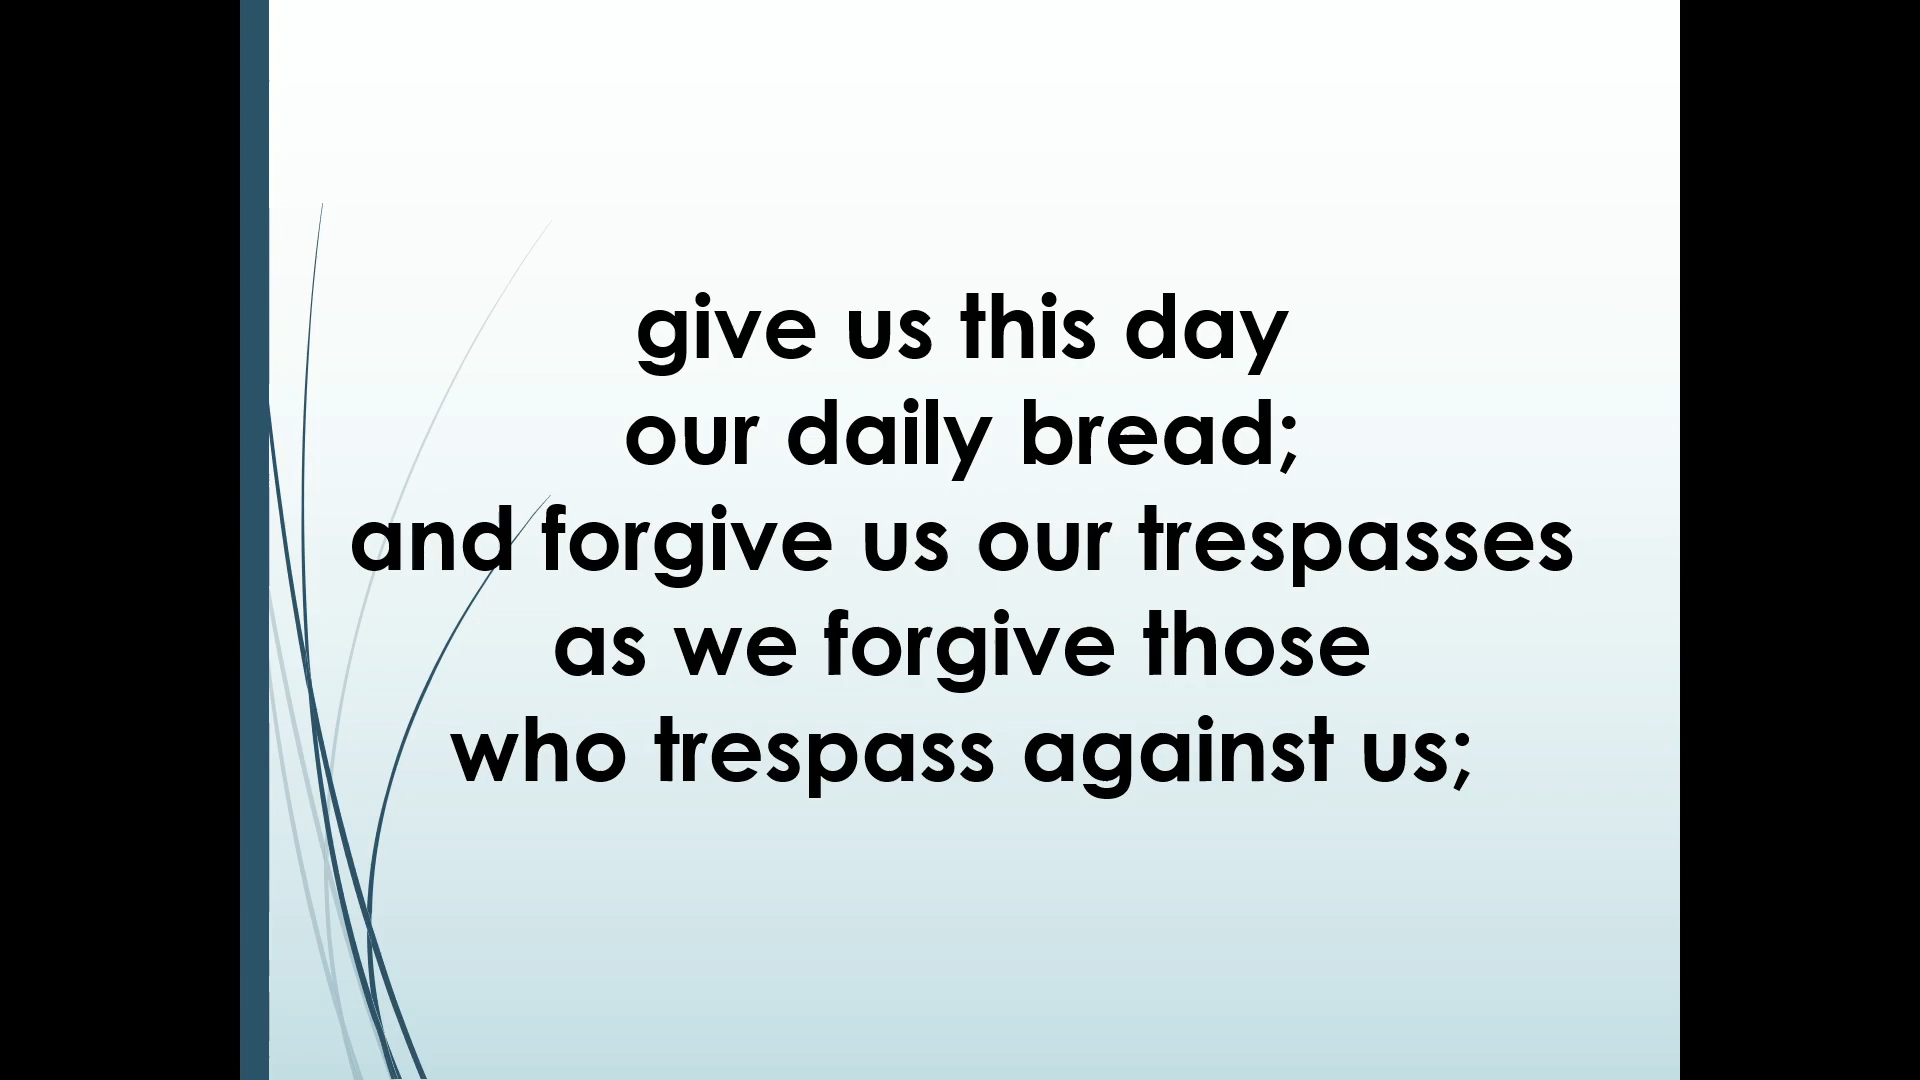 give us this day
our daily bread;
and forgive us our trespasses
as we forgive those
who trespass against us;